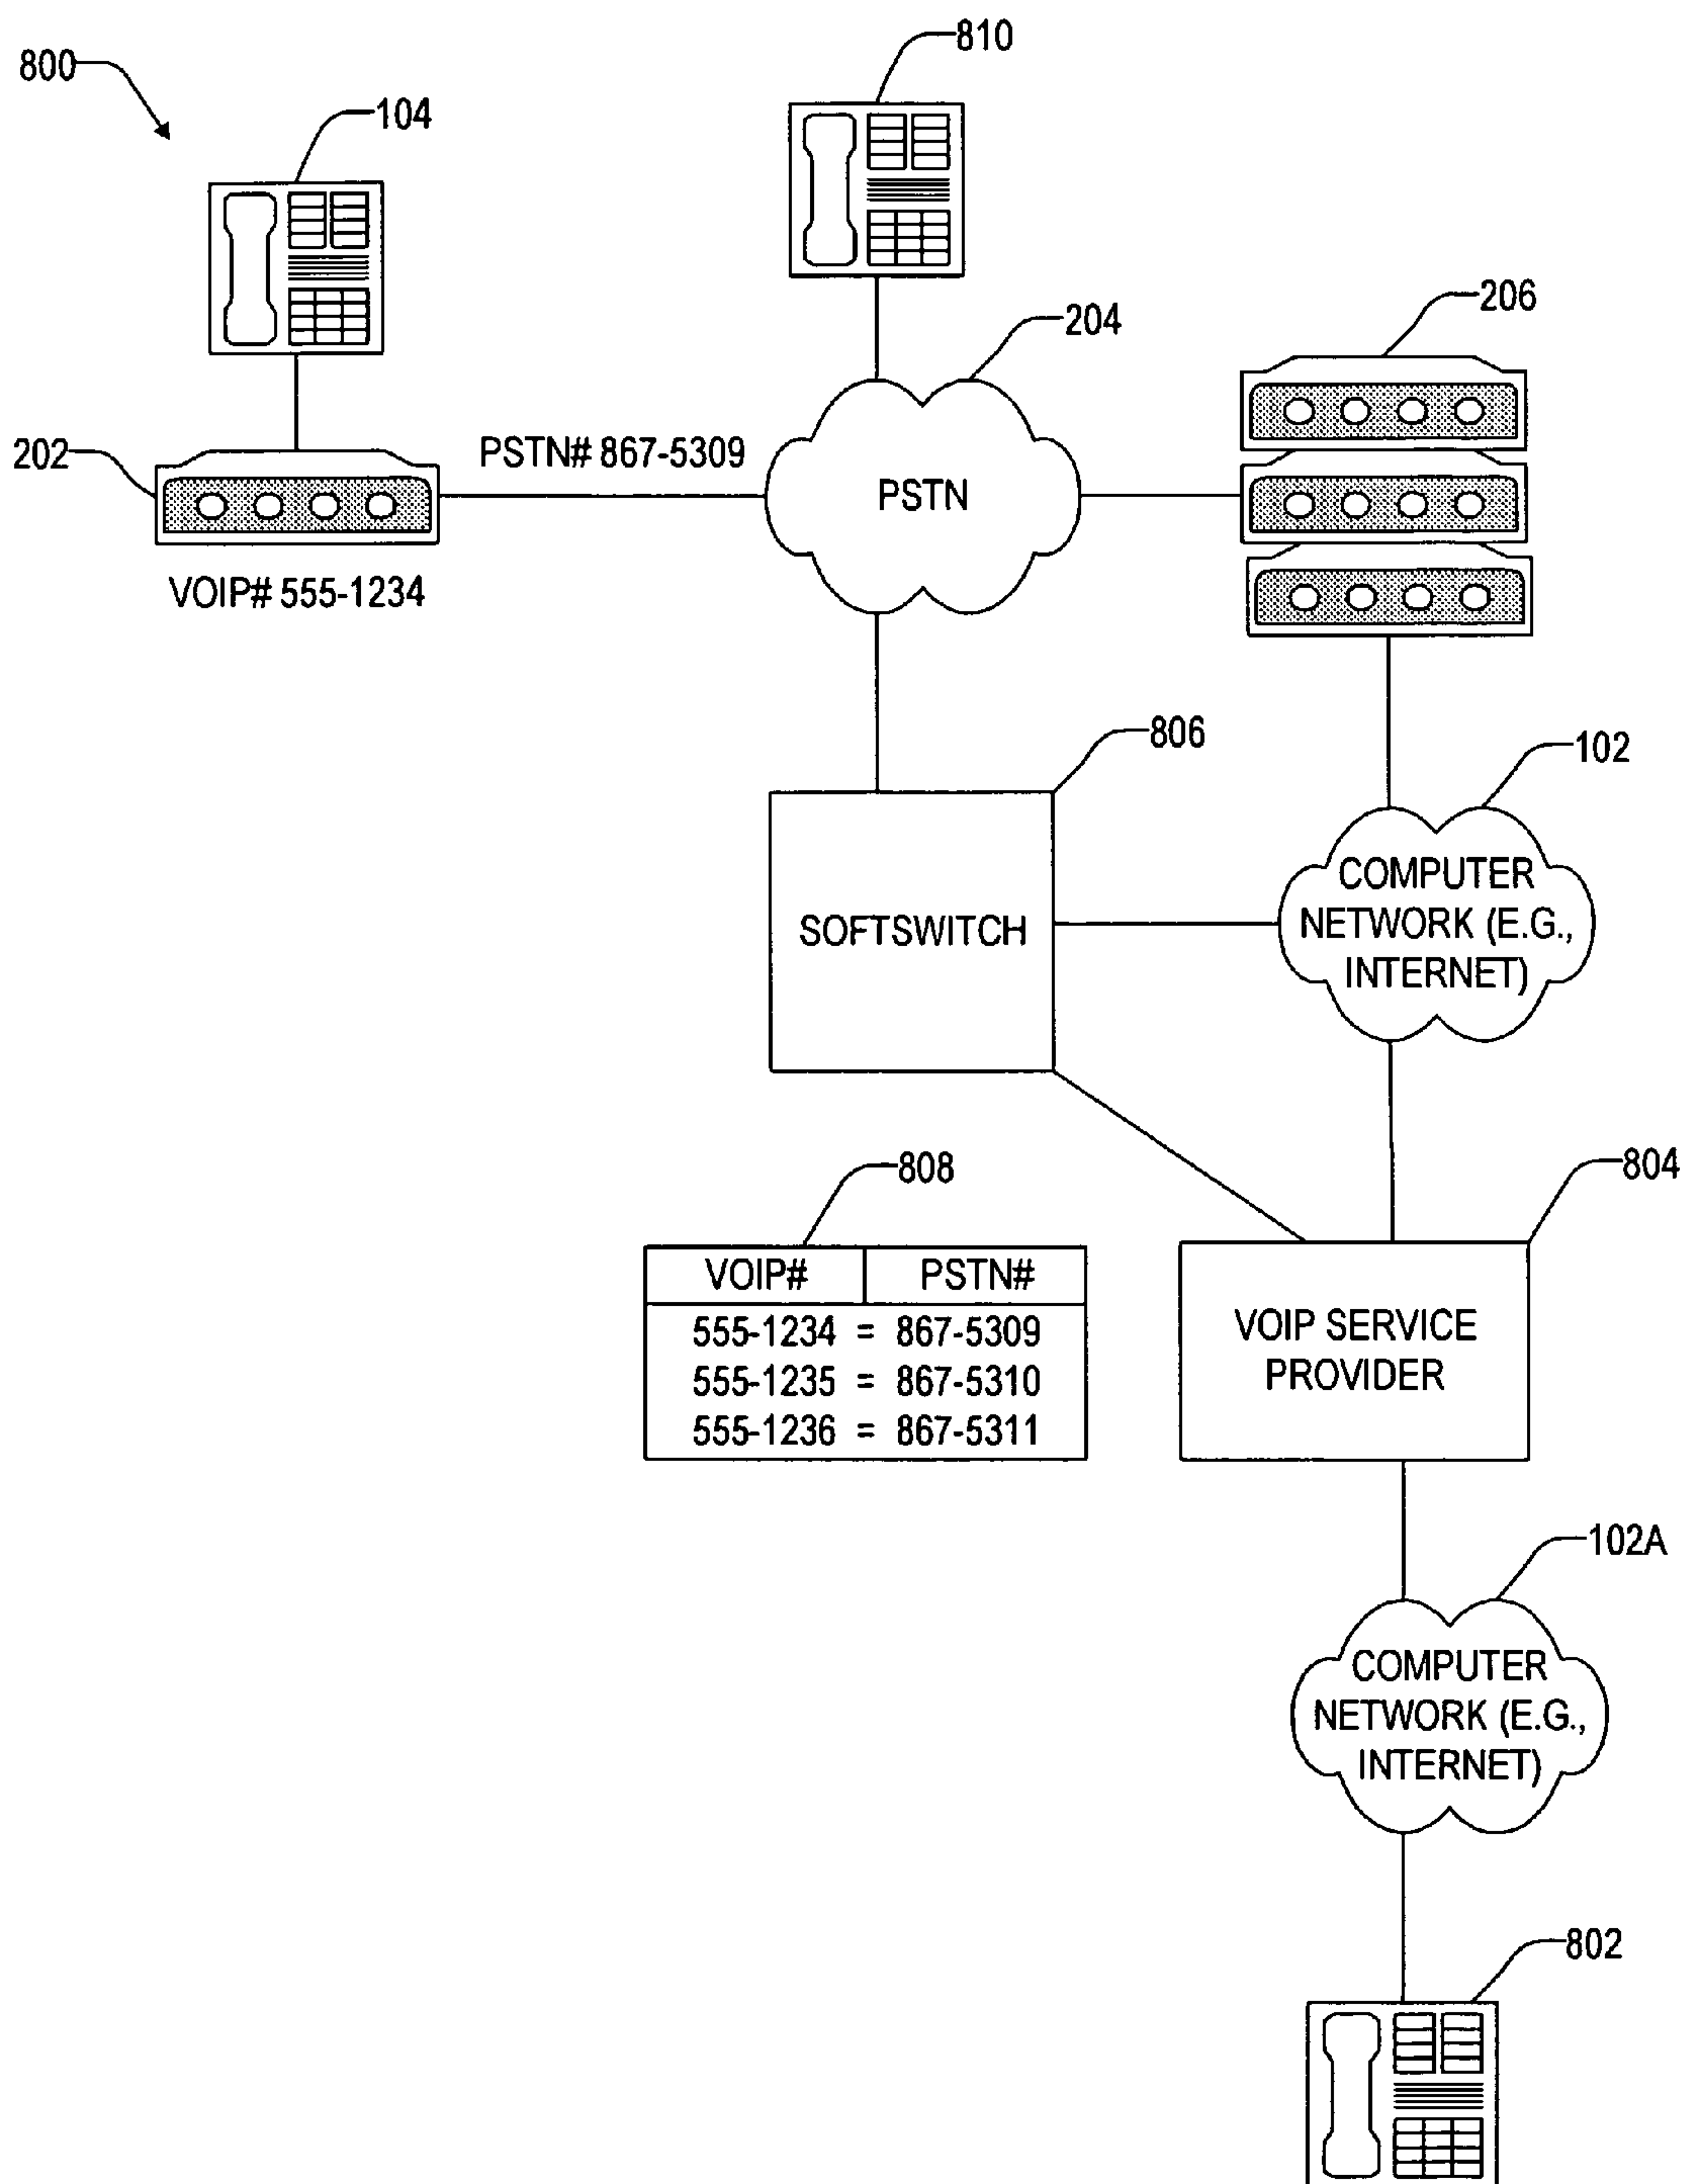 800
810
104
206
204
202
PSTN# 867-5309
PSTN
VOIP# 555-1234
806
102
SOFTSWITCH
COMPUTER
NETWORK (E.G.,
INTERNET)
808
804
VOIP# PSTN#
555-1234 = 867-5309
555-1235 = 867-5310
555-1236 = 867-5311
VOIP SERVICE
PROVIDER
102A
COMPUTER
NETWORK (E.G.,
INTERNET)
802